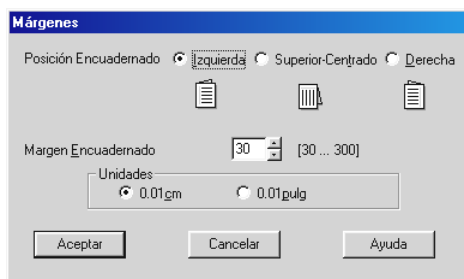 Márgenes
Posición Encuadernado Izquierda Superior-Centrado Derecha
Margen Encuadernado 30 [30 ... 300]
Unidades
0.01cm 0.01pulg
Aceptar Cancelar Ayuda